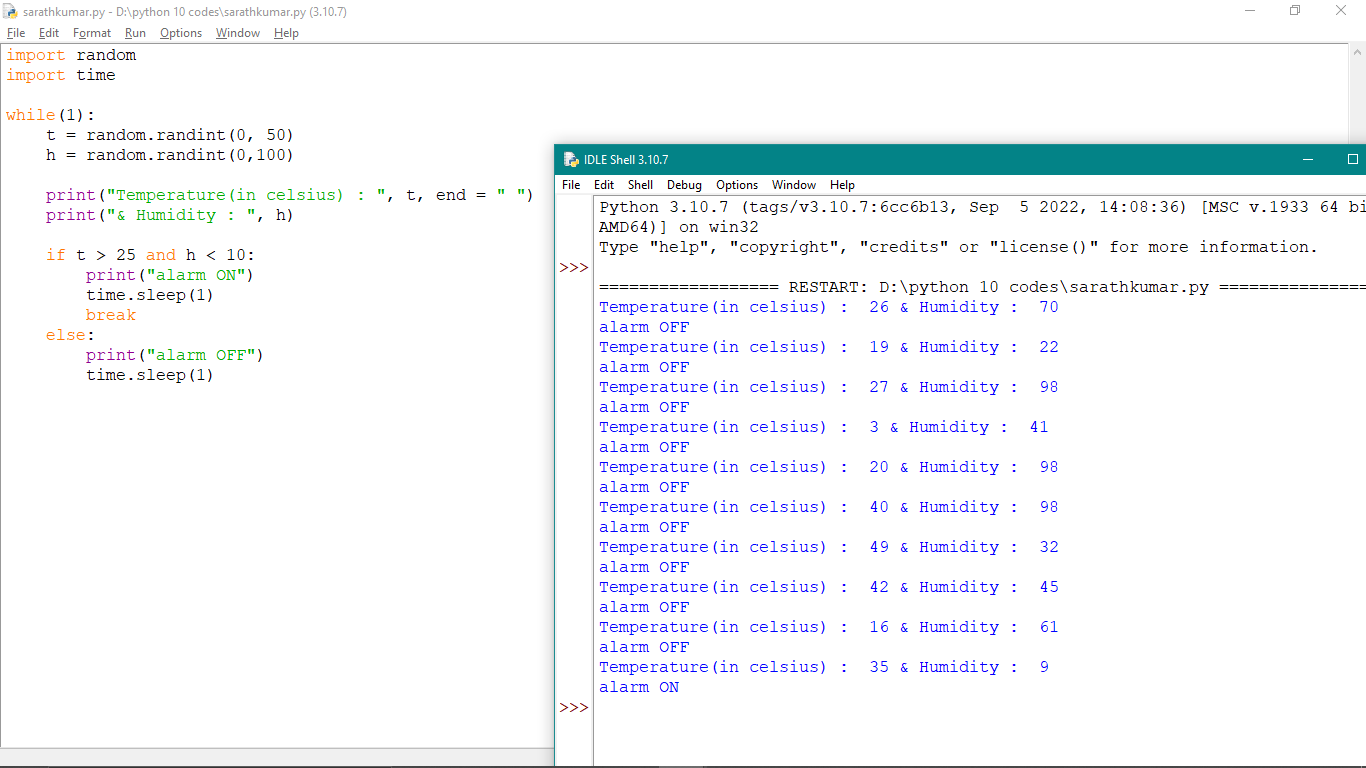 sarathkumar.py - D:\python 10 codes\sarathkumar.py (3.10.7)
File Edit Format Run Options Window Help
import random
import time
while(1):
    t = random.randint(0, 50)
    h = random.randint(0,100)
    print("Temperature(in celsius) : ", t, end = " ")
    print("& Humidity : ", h)
    if t > 25 and h < 10:
        print("alarm ON")
        time.sleep(1)
        break
    else:
        print("alarm OFF")
        time.sleep(1)
IDLE Shell 3.10.7
File Edit Shell Debug Options Window Help
Python 3.10.7 (tags/v3.10.7:6cc6b13, Sep  5 2022, 14:08:36) [MSC v.1933 64 bi
AMD64)] on win32
Type "help", "copyright", "credits" or "license()" for more information.
>>>
================== RESTART: D:\python 10 codes\sarathkumar.py ===============
Temperature(in celsius) :  26 & Humidity :  70
alarm OFF
Temperature(in celsius) :  19 & Humidity :  22
alarm OFF
Temperature(in celsius) :  27 & Humidity :  98
alarm OFF
Temperature(in celsius) :  3 & Humidity :  41
alarm OFF
Temperature(in celsius) :  20 & Humidity :  98
alarm OFF
Temperature(in celsius) :  40 & Humidity :  98
alarm OFF
Temperature(in celsius) :  49 & Humidity :  32
alarm OFF
Temperature(in celsius) :  42 & Humidity :  45
alarm OFF
Temperature(in celsius) :  16 & Humidity :  61
alarm OFF
Temperature(in celsius) :  35 & Humidity :  9
alarm ON
>>>